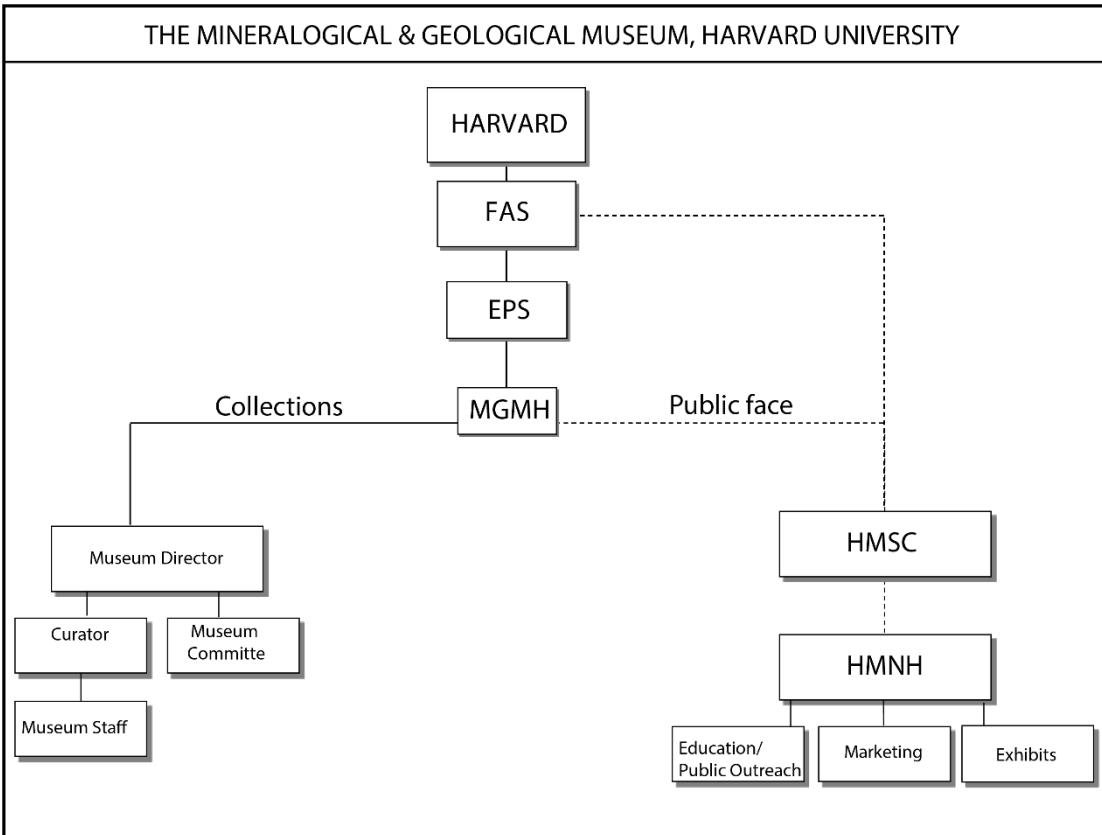 THE MINERALOGICAL & GEOLOGICAL MUSEUM, HARVARD UNIVERSITY
HARVARD
FAS
EPS
MGMH
Collections
Public face
Museum Director
Curator
Museum
Committe
Museum Staff
HMSC
HMNH
Education/
Public Outreach
Marketing
Exhibits